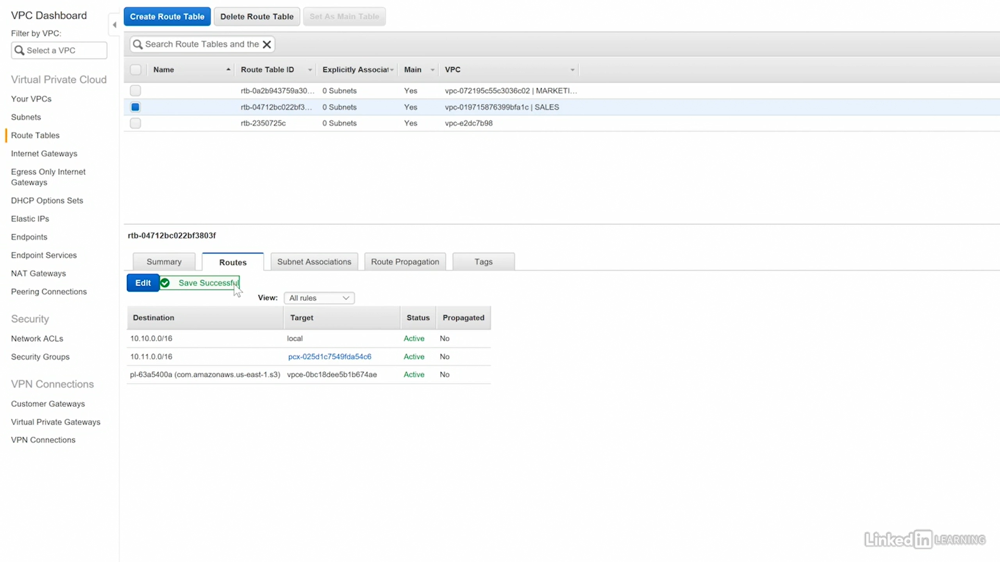 VPC Dashboard
Filter by VPC:
Select a VPC
Virtual Private Cloud
Your VPCs
Subnets
Route Tables
Internet Gateways
Egress Only Internet
Gateways
DHCP Options Sets
Elastic IPs
Endpoints
Endpoint Services
NAT Gateways
Peering Connections
Security
Network ACLs
Security Groups
VPN Connections
Customer Gateways
Virtual Private Gateways
VPN Connections
Create Route Table Delete Route Table Set As Main Table
Search Route Tables and the
Name Route Table ID Explicitly Associat Main VPC
rtb-0a2b943759a30... 0 Subnets Yes vpc-072195c55c3036c02 | MARKETI...
rtb-04712bc022bf3... 0 Subnets Yes vpc-019715876399bfa1c | SALES
rtb-2350725c 0 Subnets Yes vpc-e2dc7b98
rtb-04712bc022bf3803f
Summary Routes Subnet Associations Route Propagation Tags
Edit Save Successful
View: All rules
Destination Target Status Propagated
10.10.0.0/16 local Active No
10.11.0.0/16 pcx-025d1c7549fda54c6 Active No
pl-63a5400a (com.amazonaws.us-east-1.s3) vpce-0bc18dee5b1b674ae Active No
Linked in LEARNING